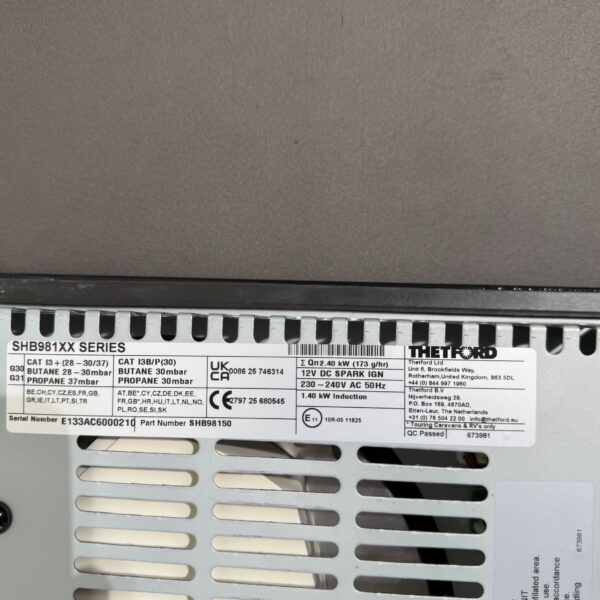 SHB981XX SERIES
G30
G31
CAT I3+(28-30/37)
BUTANE 28-30mbar
PROPANE 37mbar
CAT I3B/P(30)
BUTANE 30mbar
PROPANE 30mbar
BE,CH,CY,CZ,ES,FR,GB,
GR,IE,IT,LT,PT,SI,TR
AT,BE*,CY,CZ,DE,DK,EE,
FR,GB*,HR,HU,IT,LT,NL,NO,
PL,RO,SE,SI,SK
UK
CA
0086 25 746314
CE 2797 25 680545
Σ Qn2.40 kW (173 g/hr)
12V DC SPARK IGN
230-240V AC 50Hz
1.40 kW induction
E11 10R-05 11825
THETFORD
Thetford Ltd
Unit 6, Brookfields Way,
Rotherham,United Kingdom, S63 5DL
+44 (0) 844 997 1960
Thetford B.V
Nijverheidsweg 29,
P.O. Box 169, 4870AD,
Etten-Leur, The Netherlands
+31 (0) 76 504 22 00 info@thetford.eu
* Touring Caravans & RV's only
QC Passed 673981
Serial Number E133AC6000210 Part Number SHB98150
673981